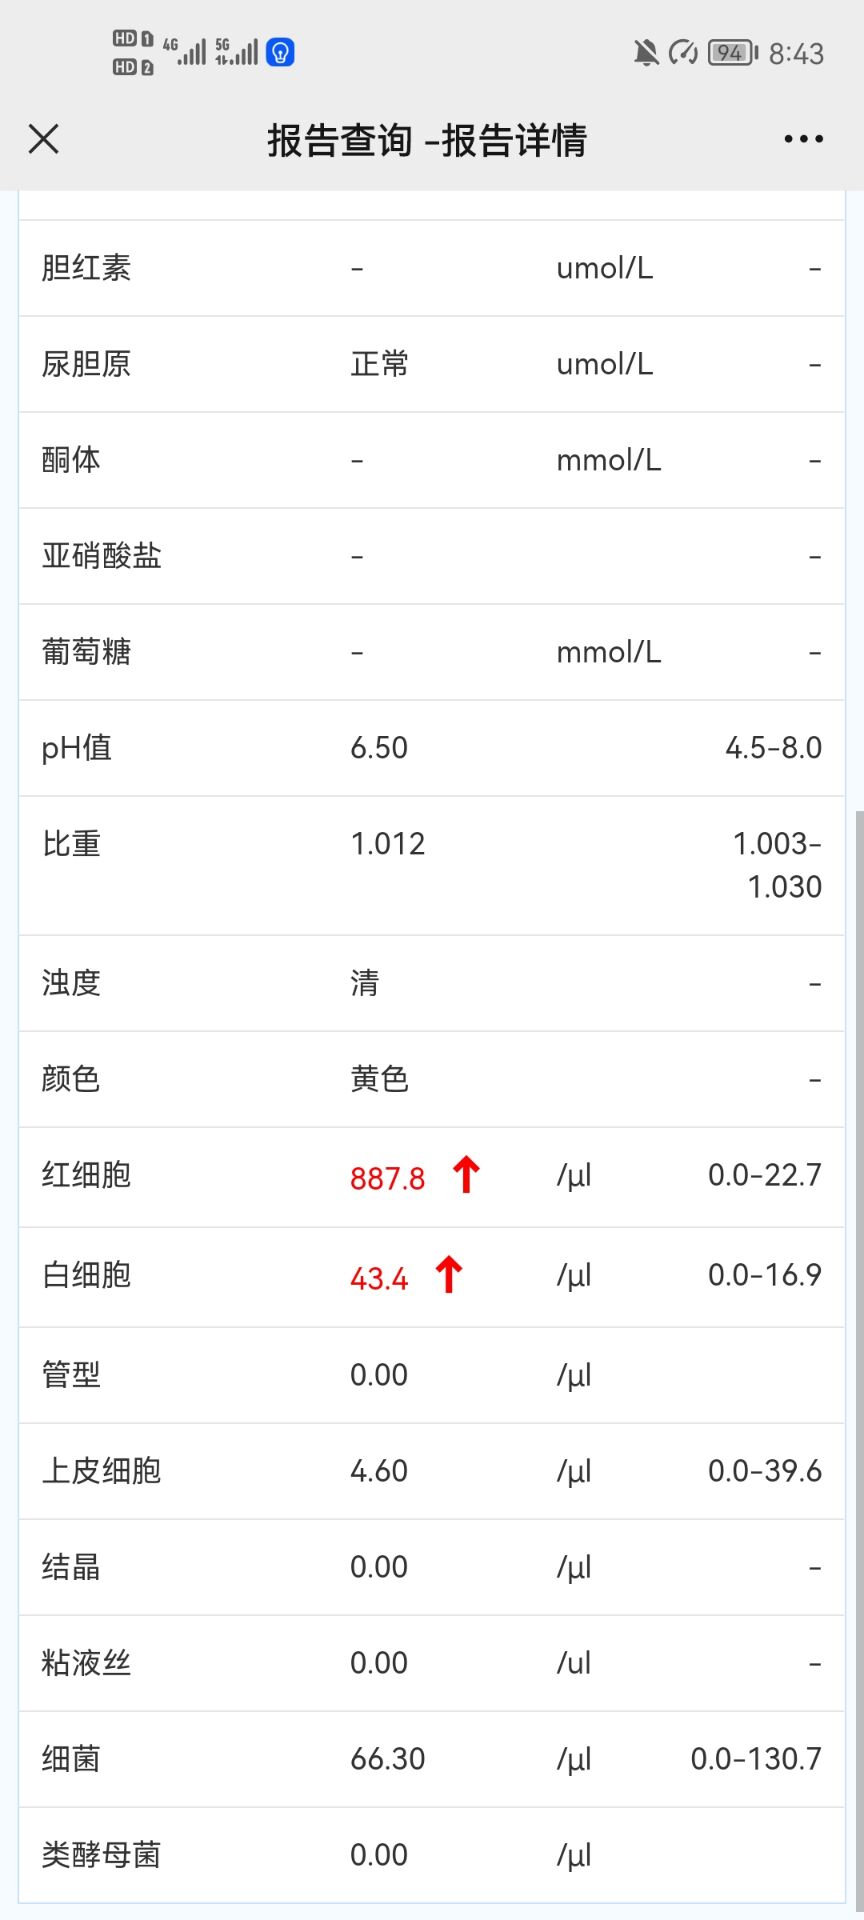 HD 1 4G 5G 94 8:43
HD 2
报告查询 -报告详情
胆红素 - umol/L -
尿胆原 正常 umol/L -
酮体 - mmol/L -
亚硝酸盐 - -
葡萄糖 - mmol/L -
pH值 6.50 4.5-8.0
比重 1.012 1.003-
1.030
浊度 清 -
颜色 黄色 -
红细胞 887.8 ↑ /μl 0.0-22.7
白细胞 43.4 ↑ /μl 0.0-16.9
管型 0.00 /μl
上皮细胞 4.60 /μl 0.0-39.6
结晶 0.00 /μl -
粘液丝 0.00 /ul -
细菌 66.30 /μl 0.0-130.7
类酵母菌 0.00 /μl